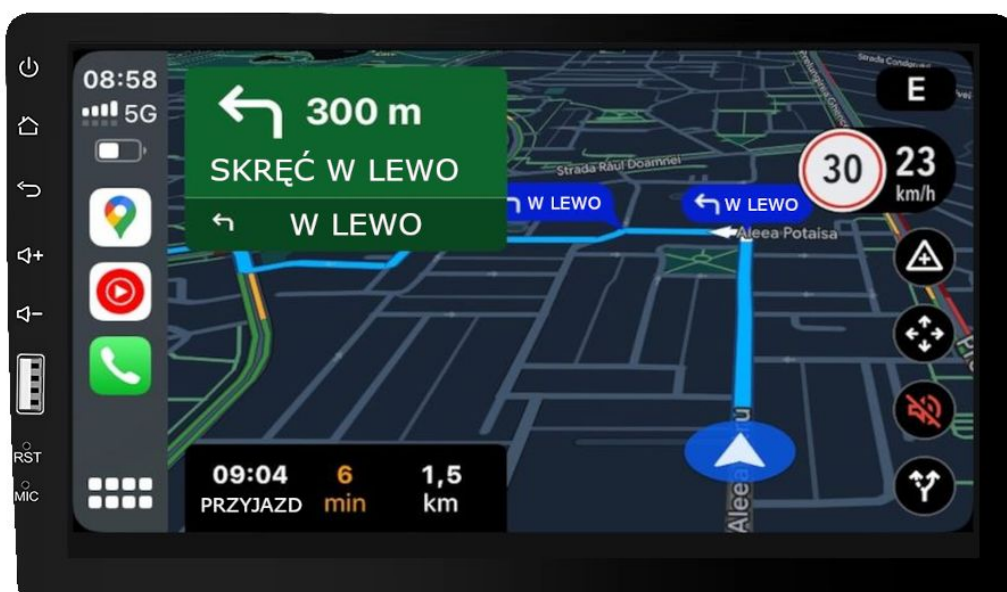 08:58
5G
300 m
SKRĘĆ W LEWO
W LEWO
W LEWO
W LEWO
E
30
23
km/h
Strada Râul Doamnei
Aleea Potaisa
RST
MIC
09:04
6
1,5
PRZYJAZD
min
km
Aleea